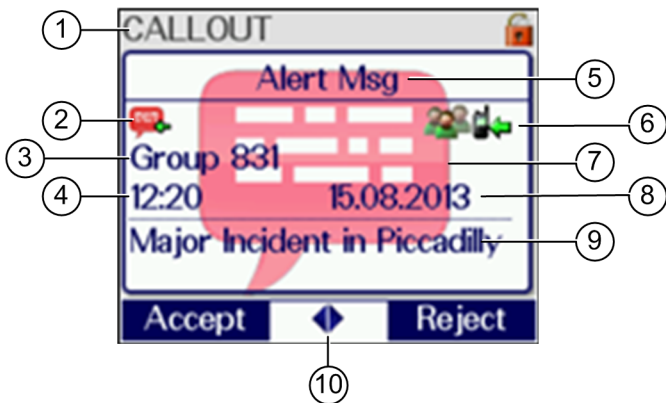 1 CALLOUT
Alert Msg 5
2 6
3 Group 831 7
4 12:20 15.08.2013 8
Major Incident in Piccadilly 9
Accept Reject
10